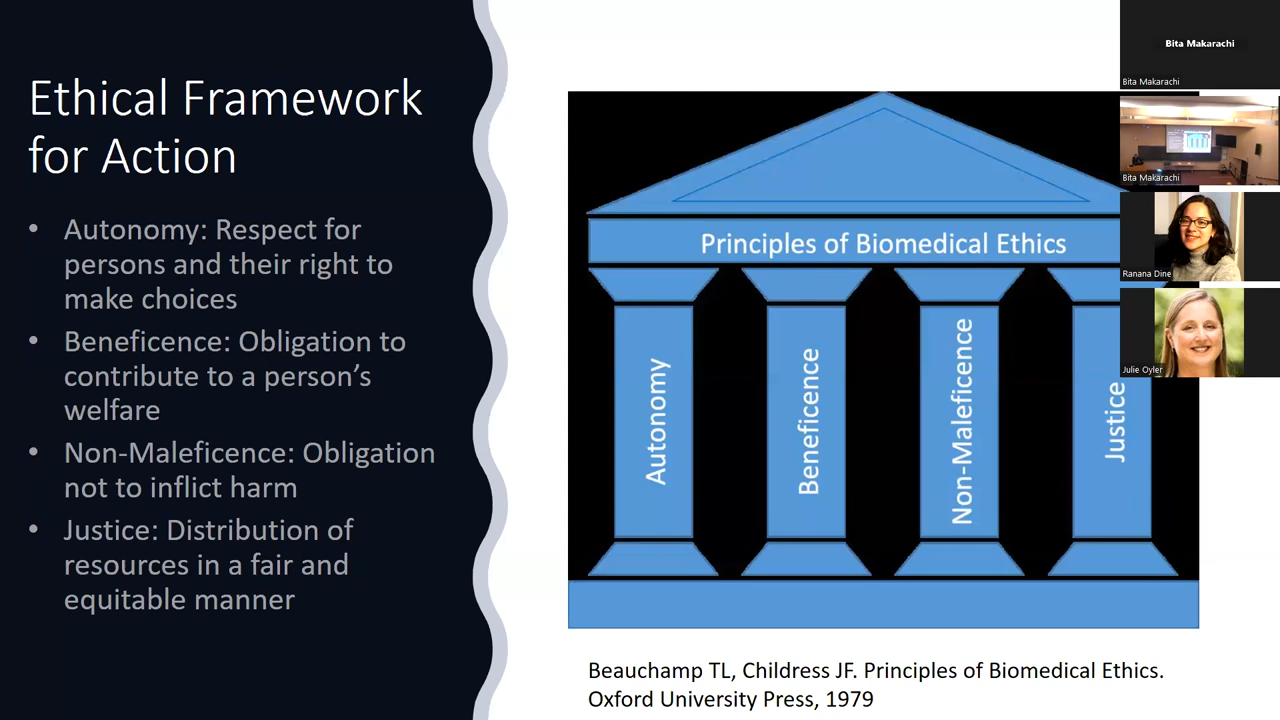 Ethical Framework
for Action
• Autonomy: Respect for
persons and their right to
make choices
• Beneficence: Obligation to
contribute to a person's
welfare
• Non-Maleficence: Obligation
not to inflict harm
• Justice: Distribution of
resources in a fair and
equitable manner
Principles of Biomedical Ethics
Autonomy
Beneficence
Non-Maleficence
Justice
Beauchamp TL, Childress JF. Principles of Biomedical Ethics.
Oxford University Press, 1979
Bita Makarachi
Bita Makarachi
Bita Makarachi
Ranana Dine
Julie Oyler